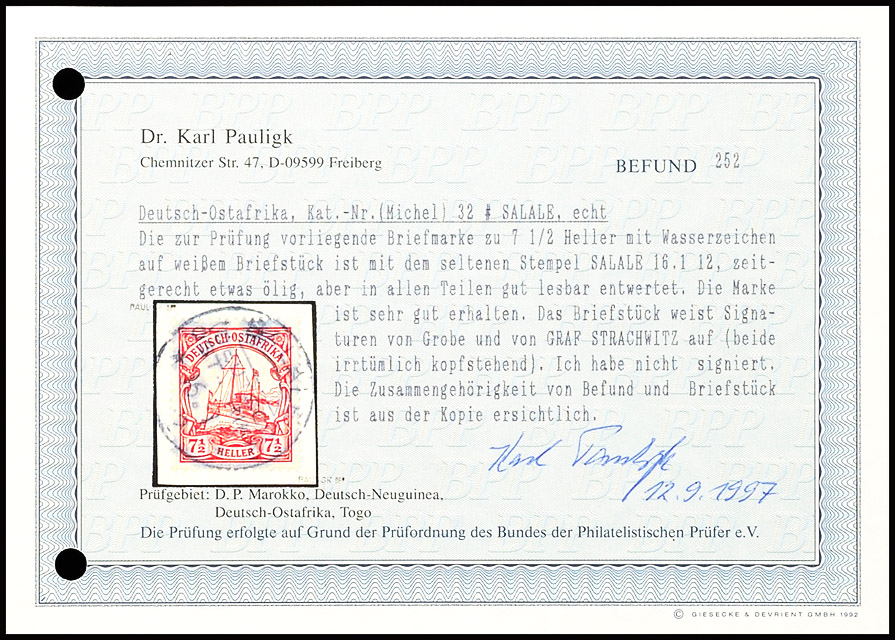 Dr. Karl Pauligk
Chemnitzer Str. 47, D-09599 Freiberg
BEFUND 252
Deutsch-Ostafrika, Kat.-Nr.(Michel) 32 # SALALE, echt
Die zur Prüfung vorliegende Briefmarke zu 7 1/2 Heller mit Wasserzeichen
auf weißem Briefstück ist mit dem seltenen Stempel SALALE 16.1 12, zeit-
gerecht etwas ölig, aber in allen Teilen gut lesbar entwertet. Die Marke
ist sehr gut erhalten. Das Briefstück weist Signa-
turen von Grobe und von GRAF STRACHWITZ auf (beide
irrtümlich kopfstehend). Ich habe nicht signiert.
Die Zusammengehörigkeit von Befund und Briefstück
ist aus der Kopie ersichtlich.
DEUTSCH-OSTAFRIKA
7½ 7½
HELLER
Karl Pauligk
12.9.1997
Prüfgebiet: D. P. Marokko, Deutsch-Neuguinea,
Deutsch-Ostafrika, Togo
Die Prüfung erfolgte auf Grund der Prüfordnung des Bundes der Philatelistischen Prüfer e.V.
© GIESECKE & DEVRIENT GMBH 1992